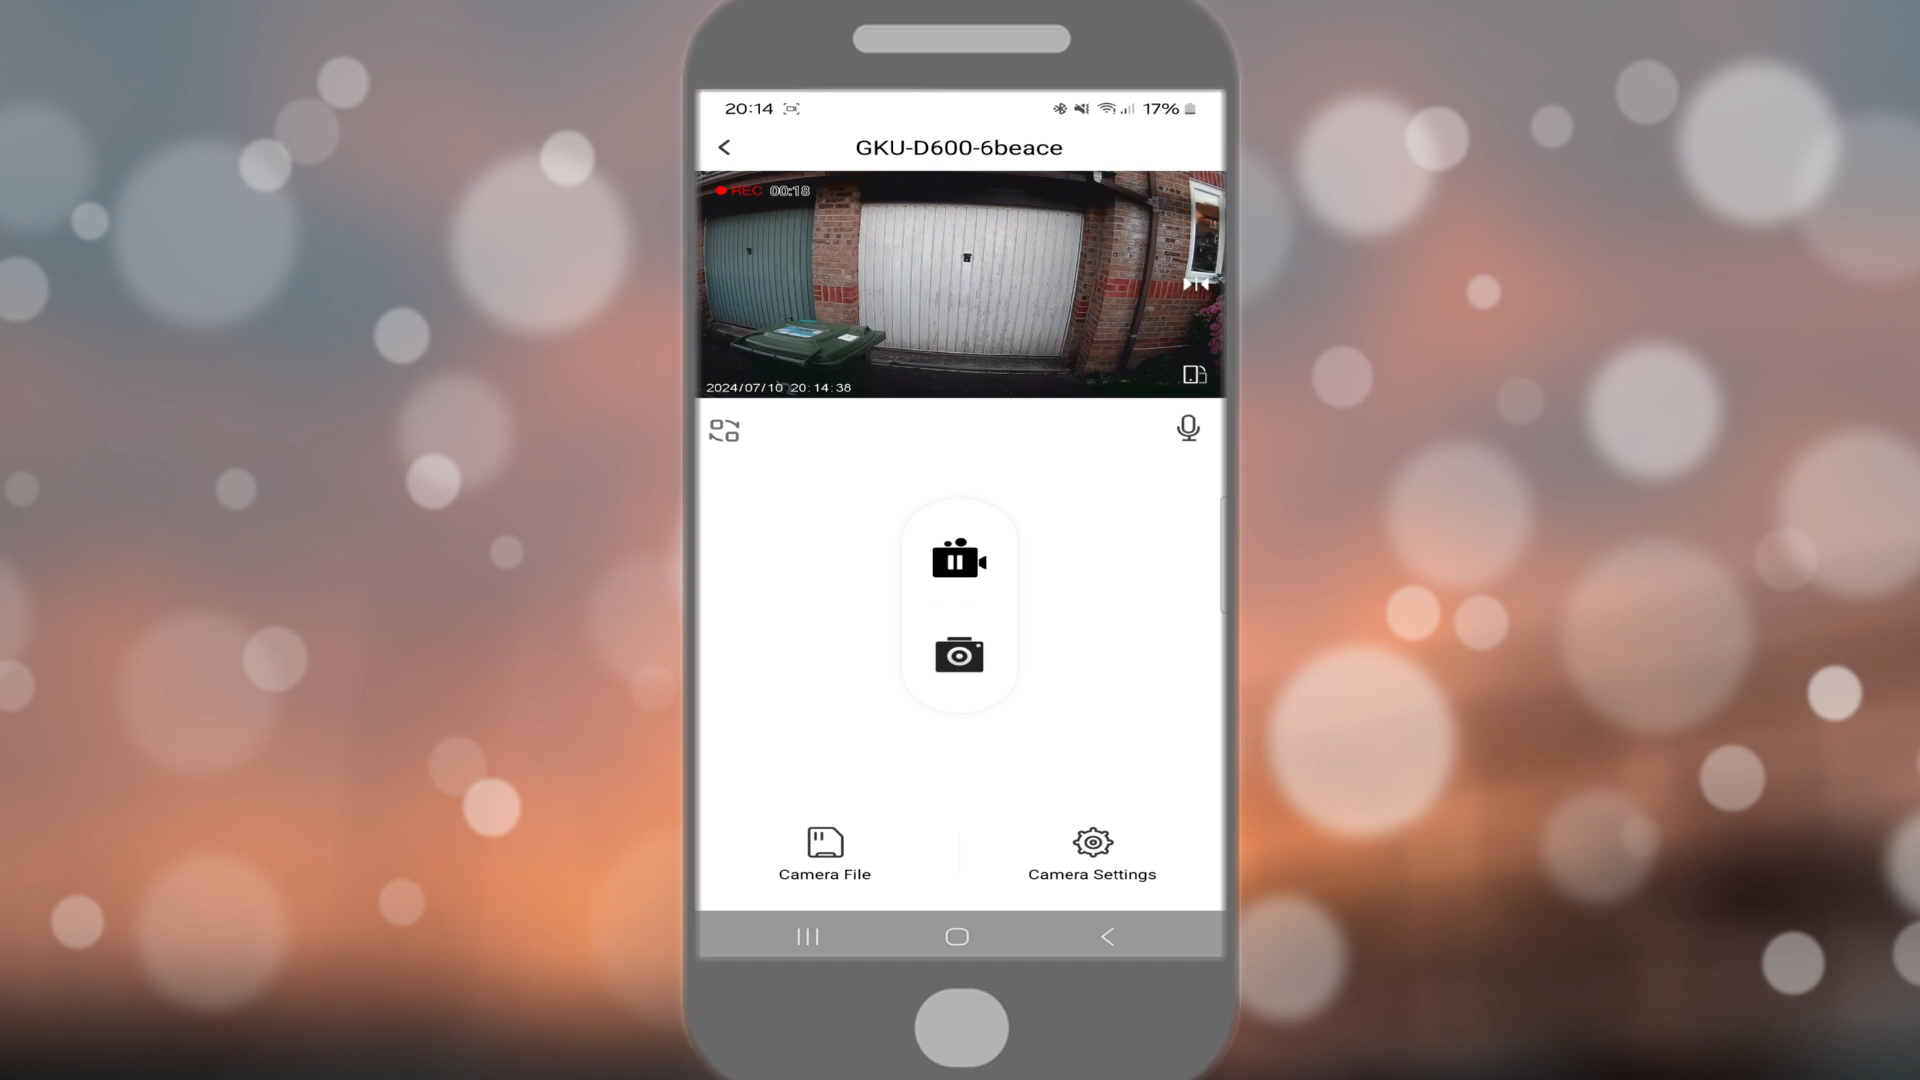 20:14 17%
GKU-D600-6beace
REC 00:18
2024/07/10 20:14:38
Camera File Camera Settings